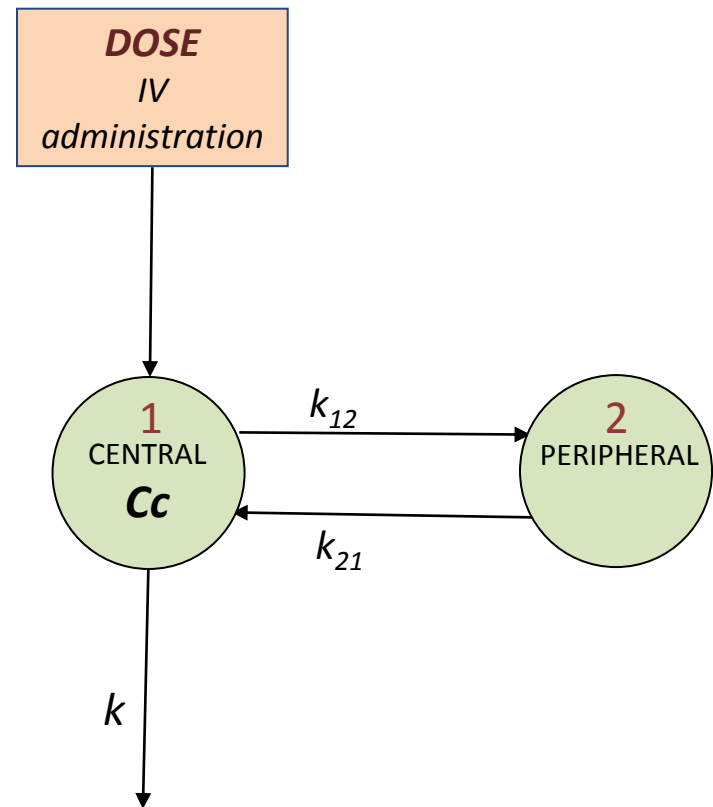 DOSE
IV
administration
1
CENTRAL
Cc
k12
k21
2
PERIPHERAL
k